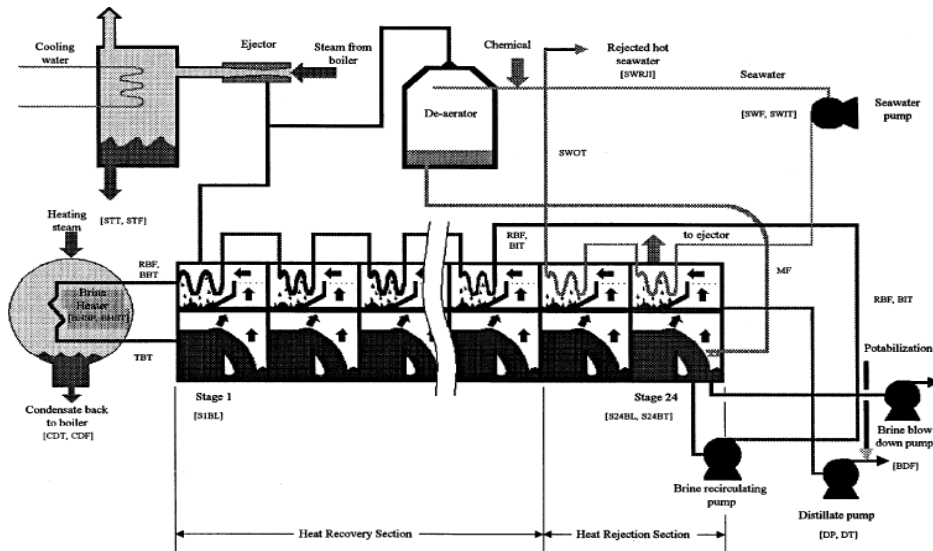 Cooling
water
Ejector
Steam from
boiler
Chemical
Rejected hot
seawater
[SWRJ1]
Seawater
[SWF, SWIT]
Seawater
pump
De-aerator
SWOT
[STT, STF]
Heating
steam
RBF,
BBT
RBF,
BIT
to ejector
MF
RBF, BIT
Brine
Heater
TBT
Potabilization
Stage 1
[S1BL]
Stage 24
[S24BL, S24BT]
Condensate back
to boiler
[CDT, CDF]
Brine blow
down pump
[BDF]
Brine recirculating
pump
Distillate pump
[DP, DT]
Heat Recovery Section
Heat Rejection Section